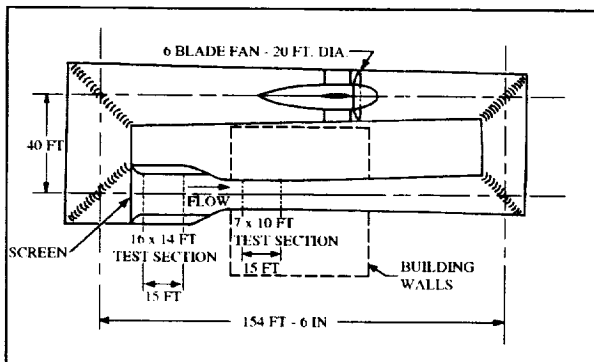 6 BLADE FAN - 20 FT. DIA.
40 FT
FLOW
SCREEN
16 x 14 FT
TEST SECTION
15 FT
7 x 10 FT
TEST SECTION
15 FT
BUILDING
WALLS
154 FT - 6 IN